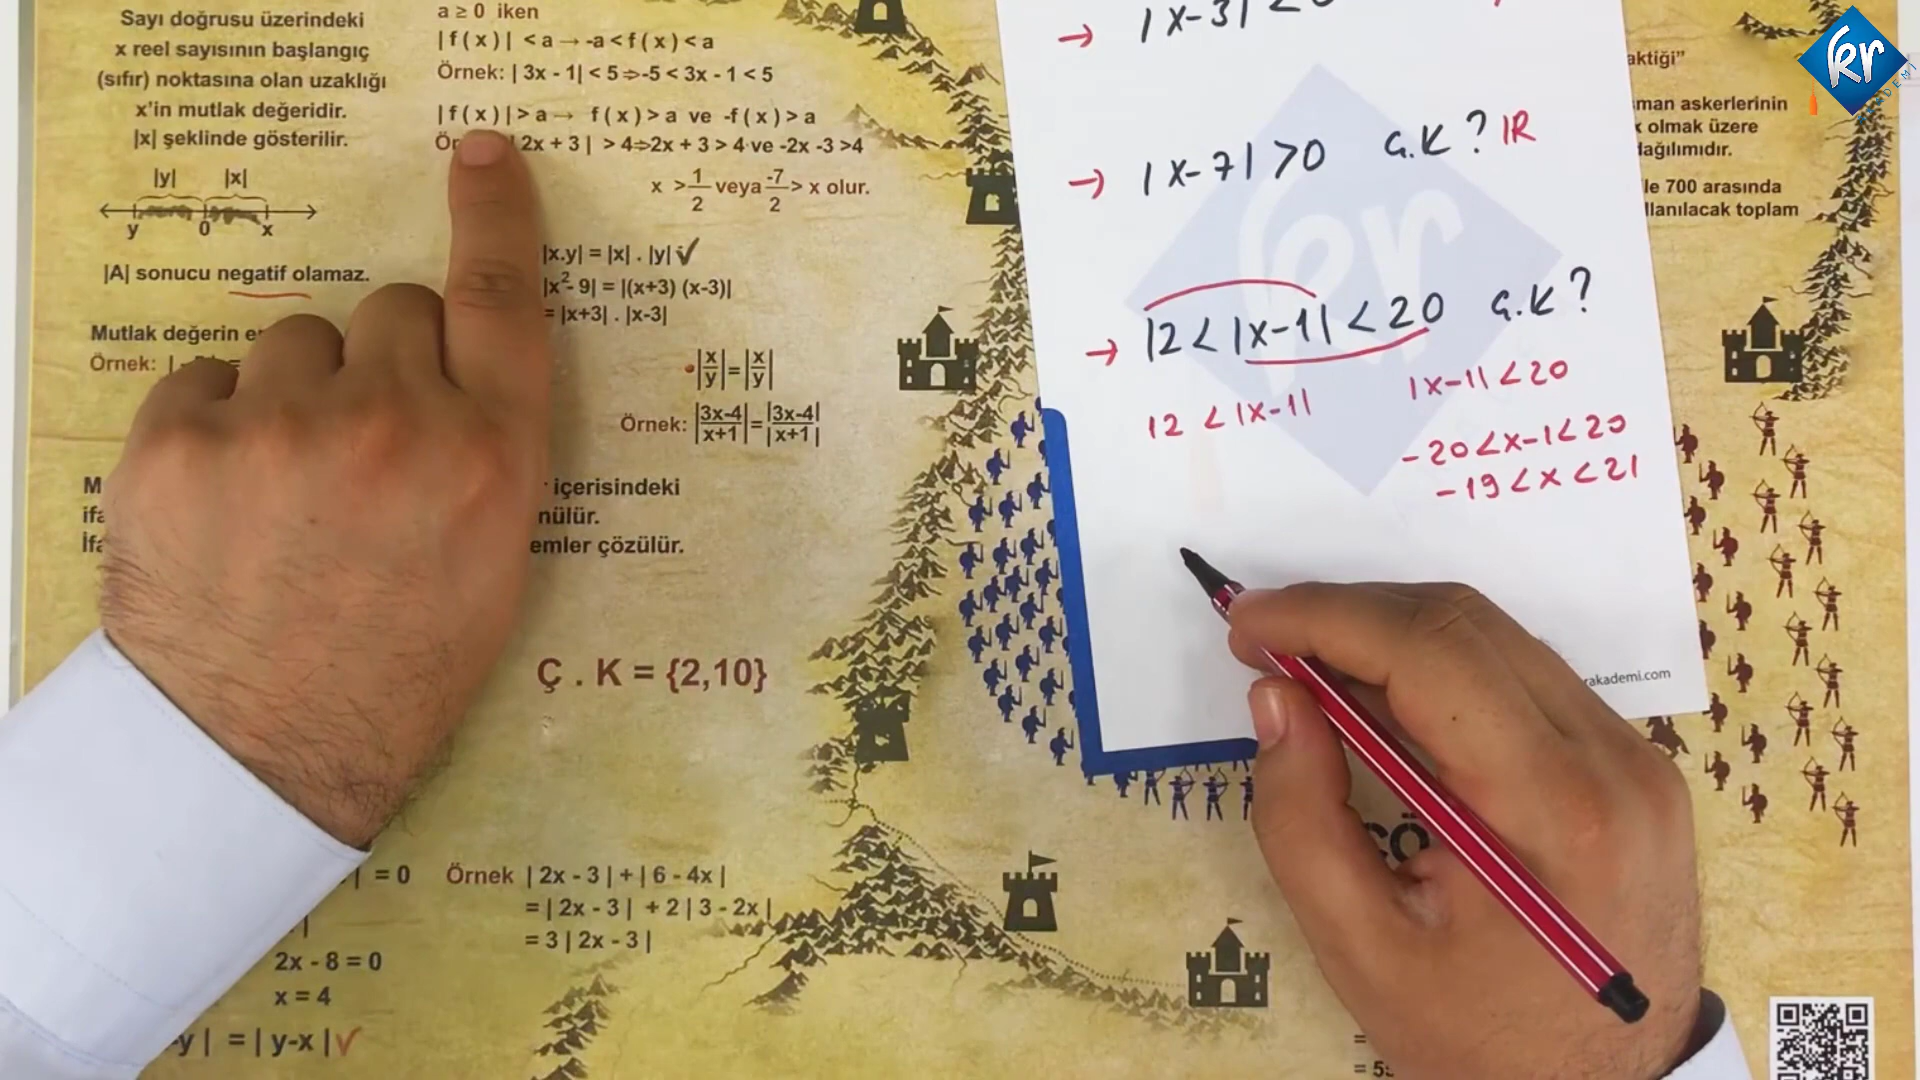 Sayı doğrusu üzerindeki
x reel sayısının başlangıç
(sıfır) noktasına olan uzaklığı
x'in mutlak değeridir.
|x| şeklinde gösterilir.
|y| |x|
y 0 x
|A| sonucu negatif olamaz.
Mutlak değerin
Örnek:
a ≥ 0 iken
|f(x)| < a → -a < f(x) < a
Örnek: |3x - 1| < 5 ⇒ -5 < 3x - 1 < 5
|f(x)| > a → f(x) > a ve -f(x) > a
|2x + 3| > 4 ⇒ 2x + 3 > 4 ve -2x -3 >4
x > 1/2 veya -7/2 > x olur.
|x.y| = |x| . |y| ✓
|x²- 9| = |(x+3) (x-3)|
= |x+3| . |x-3|
•|x/y|=|x/y|
Örnek: |3x-4/x+1|=|3x-4|/|x+1|
içerisindeki
emler çözülür.
Ç . K = {2,10}
= 0
2x - 8 = 0
x = 4
-y| = |y-x| ✓
Örnek |2x - 3| + |6 - 4x|
= |2x - 3| + 2|3 - 2x|
= 3|2x - 3|
→ |x-7| >0 Ç.K ? IR
→ 12 < |x-1| < 20 Ç.K ?
12 < |x-1|
|x-1| < 20
-20 < x-1 < 20
-19 < x < 21
rakademi.com
kr
AKADEMİ
aktiği"
man askerlerinin
k olmak üzere
dağılımıdır.
le 700 arasında
llanılacak toplam